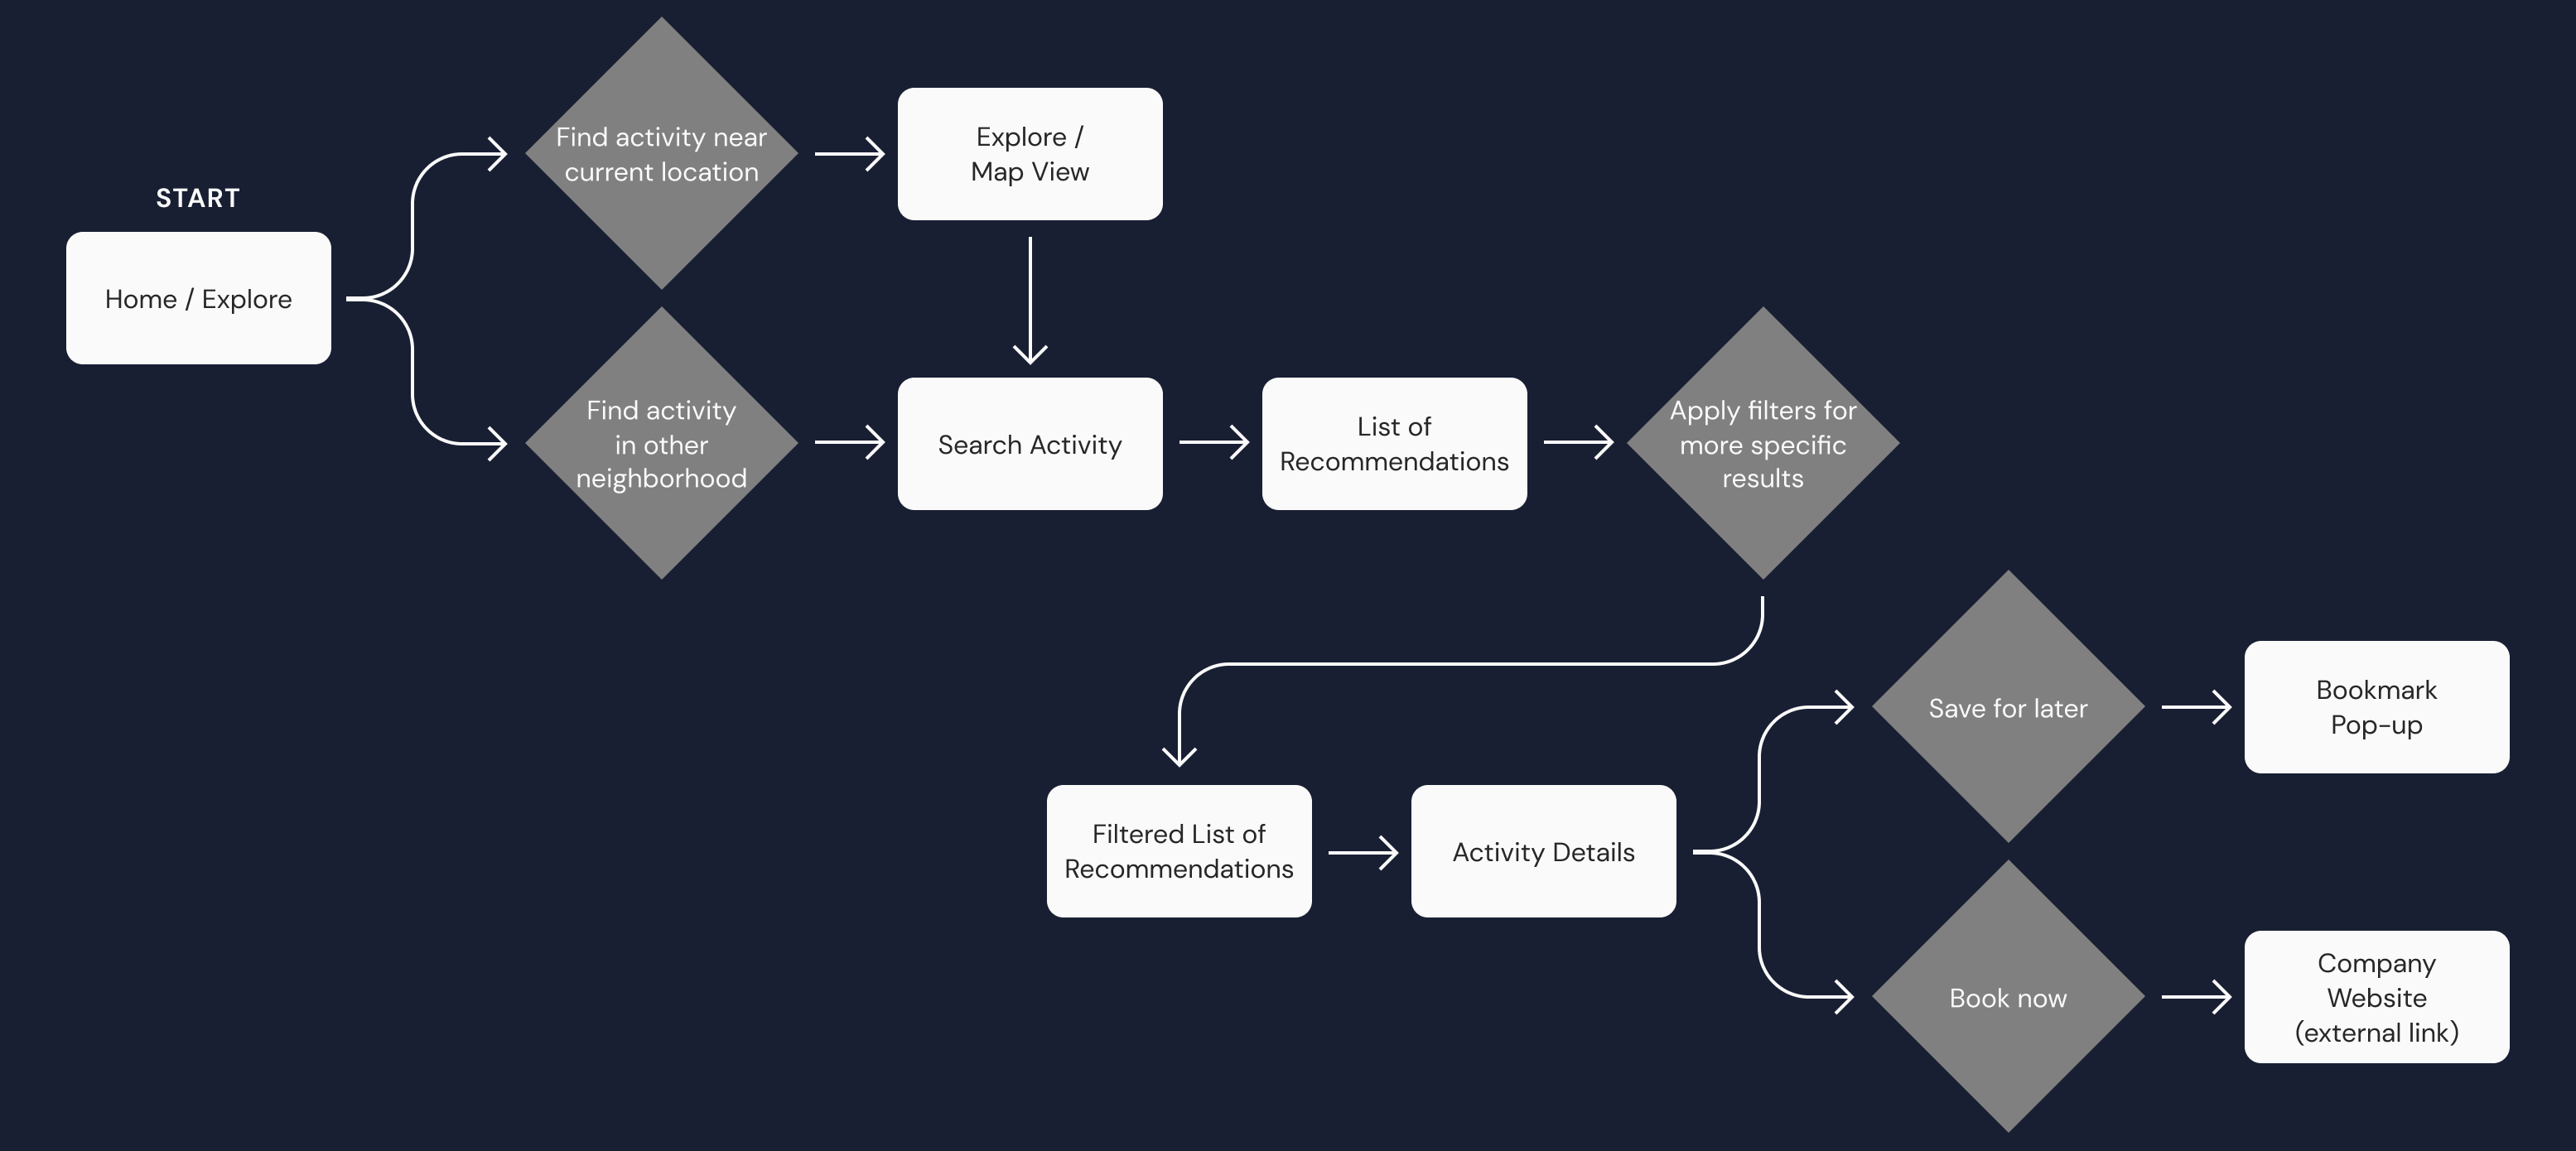 START
Home / Explore
Find activity near
current location
Explore /
Map View
Find activity
in other
neighborhood
Search Activity
List of
Recommendations
Apply filters for
more specific
results
Filtered List of
Recommendations
Activity Details
Save for later
Bookmark
Pop-up
Book now
Company
Website
(external link)